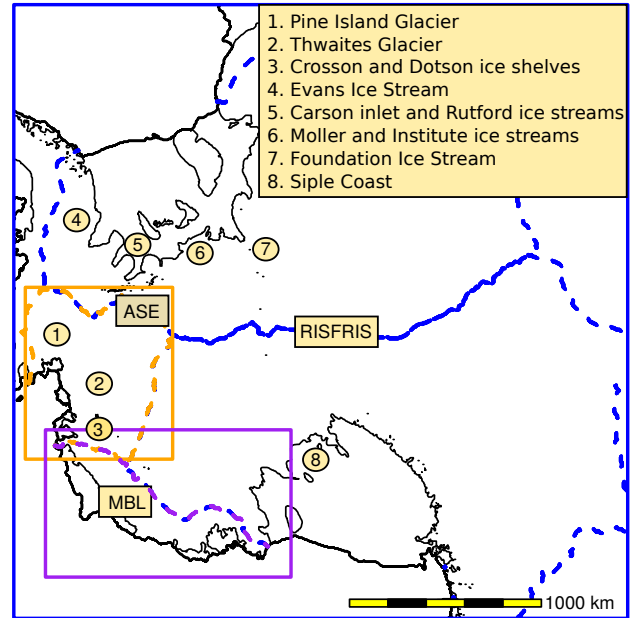 1. Pine Island Glacier
2. Thwaites Glacier
3. Crosson and Dotson ice shelves
4. Evans Ice Stream
5. Carson inlet and Rutford ice streams
6. Moller and Institute ice streams
7. Foundation Ice Stream
8. Siple Coast
4
5
6
7
ASE
1
RISFRIS
2
3
8
MBL
1000 km